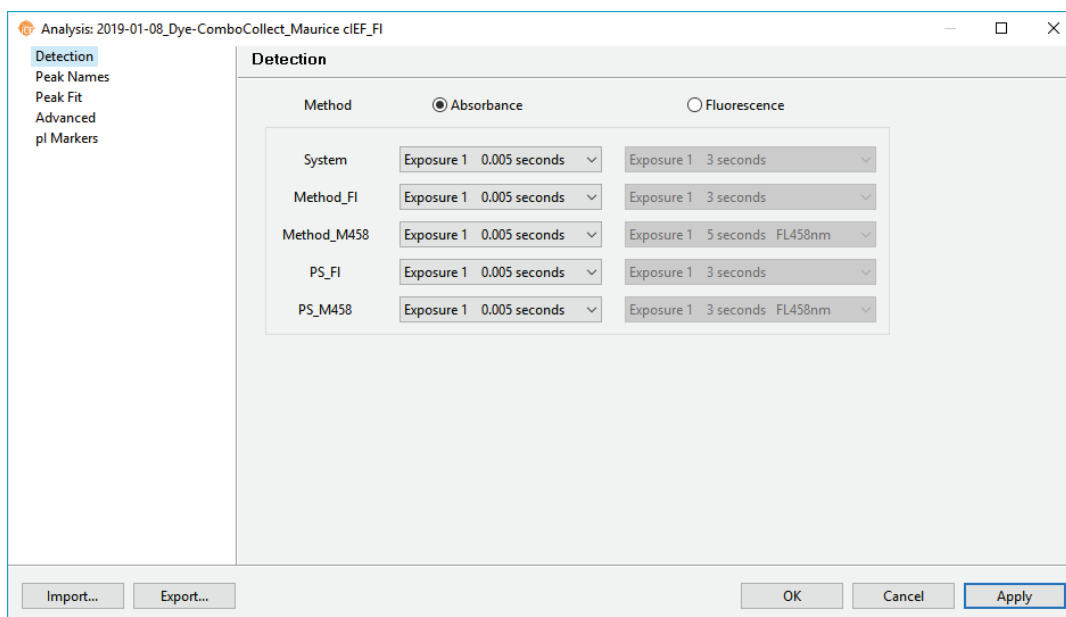 Analysis: 2019-01-08_Dye-ComboCollect_Maurice cIEF_FI
Detection
Peak Names
Peak Fit
Advanced
pI Markers
Detection
Method Absorbance Fluorescence
System Exposure 1 0.005 seconds Exposure 1 3 seconds
Method_FI Exposure 1 0.005 seconds Exposure 1 3 seconds
Method_M458 Exposure 1 0.005 seconds Exposure 1 5 seconds FL458nm
PS_FI Exposure 1 0.005 seconds Exposure 1 3 seconds
PS_M458 Exposure 1 0.005 seconds Exposure 1 3 seconds FL458nm
Import... Export... OK Cancel Apply